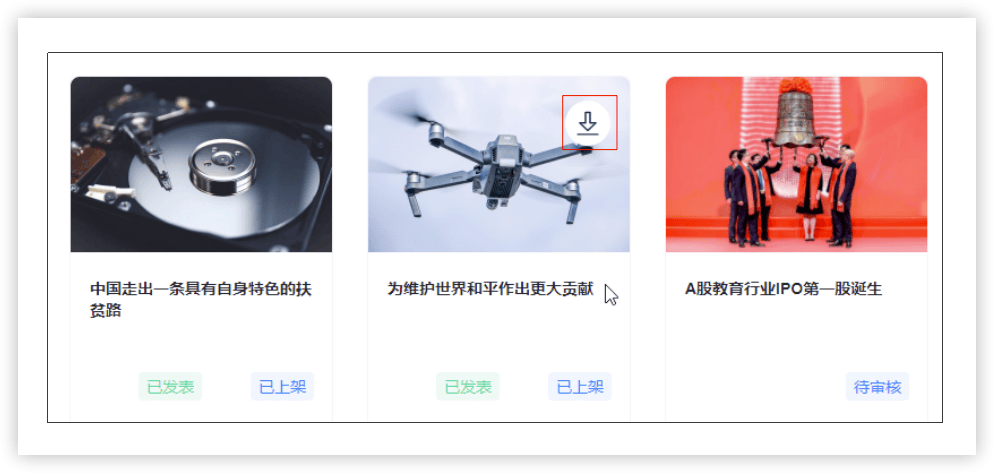 中国走出一条具有自身特色的扶
贫路
已发表
已上架
为维护世界和平作出更大贡献
已发表
已上架
A股教育行业IPO第一股诞生
待审核